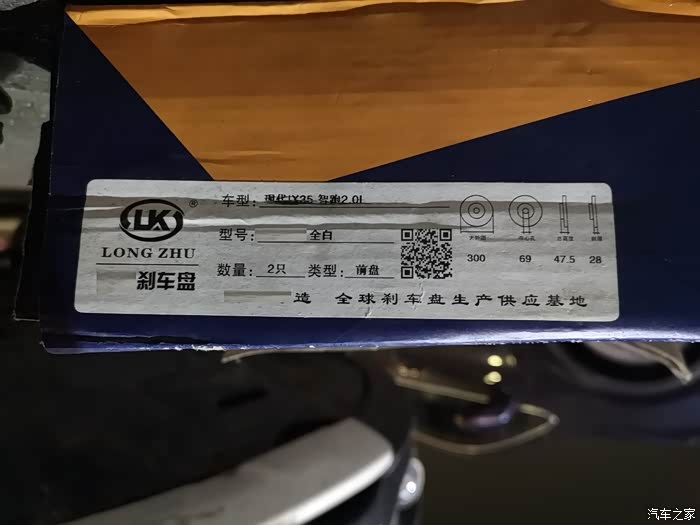 车型: 现代IX35 智跑2.0L
LK ®
型号: 全白
LONG ZHU
数量: 2只 类型: 前盘
刹车盘
300 69 47.5 28
造 全球刹车盘生产供应基地
汽车之家